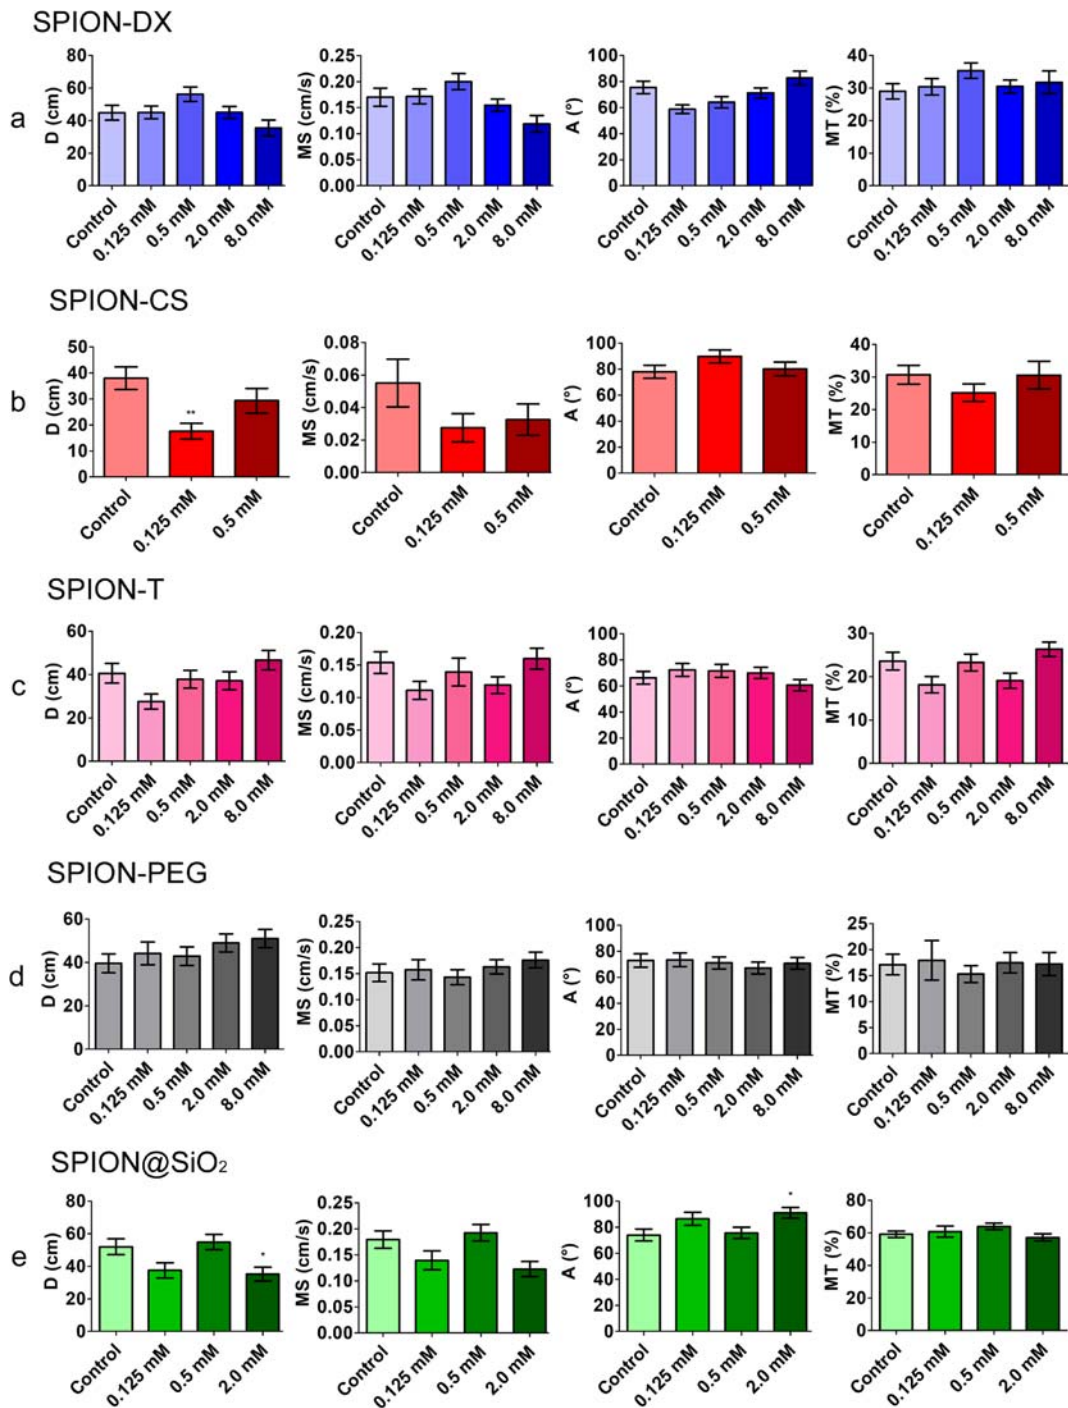 SPION-DX
a
D (cm)
80
60
40
20
0
Control
0.125 mM
0.5 mM
2.0 mM
8.0 mM
MS (cm/s)
0.25
0.20
0.15
0.10
0.05
0.00
Control
0.125 mM
0.5 mM
2.0 mM
8.0 mM
A (°)
100
80
60
40
20
0
Control
0.125 mM
0.5 mM
2.0 mM
8.0 mM
MT (%)
40
30
20
10
0
Control
0.125 mM
0.5 mM
2.0 mM
8.0 mM
SPION-CS
b
D (cm)
50
40
30
20
10
0
**
Control
0.125 mM
0.5 mM
MS (cm/s)
0.08
0.06
0.04
0.02
0.00
Control
0.125 mM
0.5 mM
A (°)
100
80
60
40
20
0
Control
0.125 mM
0.5 mM
MT (%)
40
30
20
10
0
Control
0.125 mM
0.5 mM
SPION-T
c
D (cm)
60
40
20
0
Control
0.125 mM
0.5 mM
2.0 mM
8.0 mM
MS (cm/s)
0.20
0.15
0.10
0.05
0.00
Control
0.125 mM
0.5 mM
2.0 mM
8.0 mM
A (°)
100
80
60
40
20
0
Control
0.125 mM
0.5 mM
2.0 mM
8.0 mM
MT (%)
30
20
10
0
Control
0.125 mM
0.5 mM
2.0 mM
8.0 mM
SPION-PEG
d
D (cm)
60
40
20
0
Control
0.125 mM
0.5 mM
2.0 mM
8.0 mM
MS (cm/s)
0.25
0.20
0.15
0.10
0.05
0.00
Control
0.125 mM
0.5 mM
2.0 mM
8.0 mM
A (°)
100
80
60
40
20
0
Control
0.125 mM
0.5 mM
2.0 mM
8.0 mM
MT (%)
25
20
15
10
5
0
Control
0.125 mM
0.5 mM
2.0 mM
8.0 mM
SPION@SiO₂
e
D (cm)
80
60
40
20
0
*
Control
0.125 mM
0.5 mM
2.0 mM
MS (cm/s)
0.25
0.20
0.15
0.10
0.05
0.00
Control
0.125 mM
0.5 mM
2.0 mM
A (°)
100
80
60
40
20
0
*
Control
0.125 mM
0.5 mM
2.0 mM
MT (%)
80
60
40
20
0
Control
0.125 mM
0.5 mM
2.0 mM